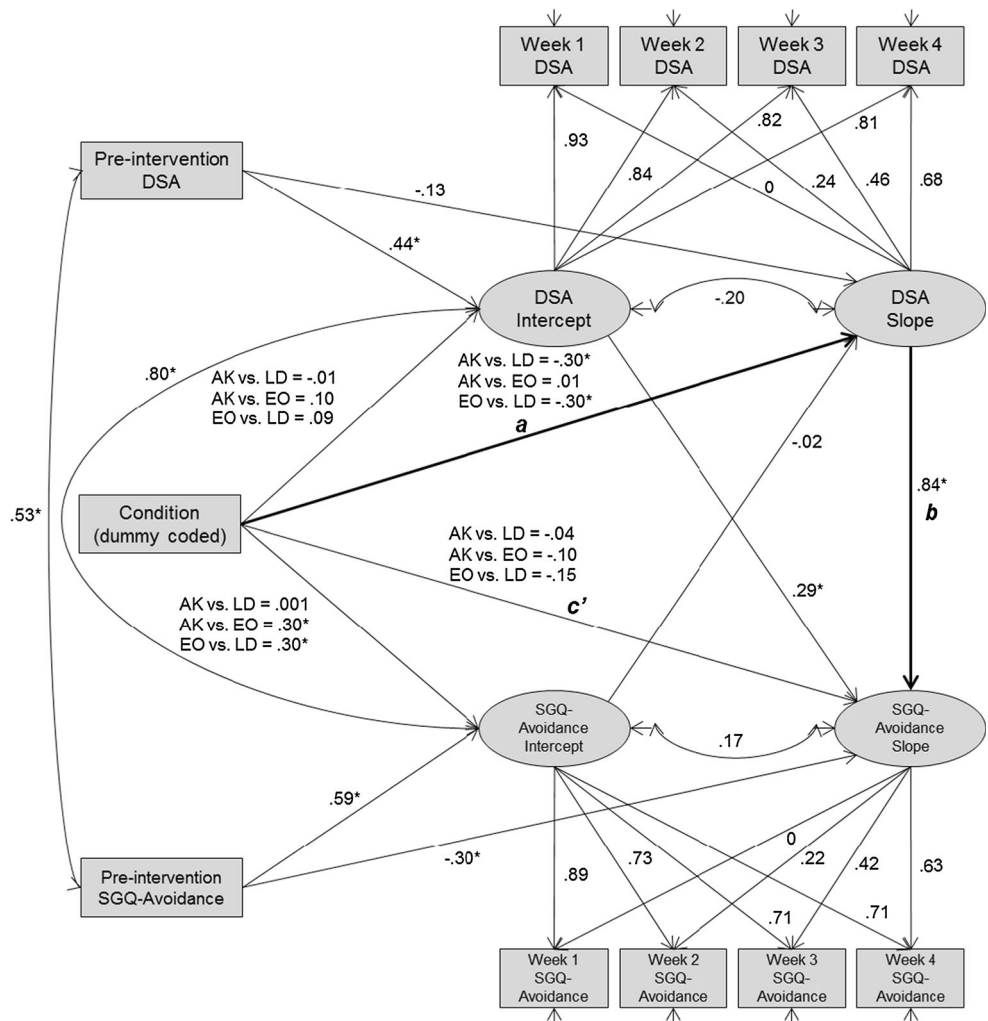 Week 1
DSA
Week 2
DSA
Week 3
DSA
Week 4
DSA
.93
.84
.82
.81
0
.24
.46
.68
Pre-intervention
DSA
-.13
.44*
DSA
Intercept
-.20
DSA
Slope
.80*
AK vs. LD = -.01
AK vs. EO = .10
EO vs. LD = .09
AK vs. LD = -.30*
AK vs. EO = .01
EO vs. LD = -.30*
a
-.02
.84*
b
.53*
Condition
(dummy coded)
AK vs. LD = -.04
AK vs. EO = -.10
EO vs. LD = -.15
c’
.29*
AK vs. LD = .001
AK vs. EO = .30*
EO vs. LD = .30*
SGQ-
Avoidance
Intercept
.17
SGQ-
Avoidance
Slope
.59*
-.30*
Pre-intervention
SGQ-Avoidance
.89
.73
.71
.71
0
.22
.42
.63
Week 1
SGQ-
Avoidance
Week 2
SGQ-
Avoidance
Week 3
SGQ-
Avoidance
Week 4
SGQ-
Avoidance